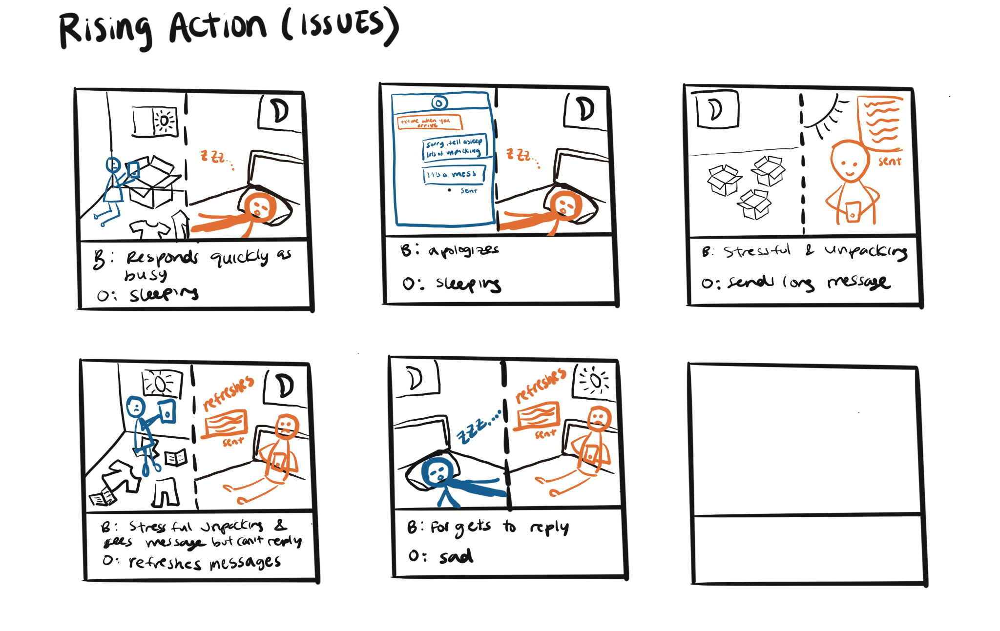 Rising Action (ISSUES)
zzz...
B: Responds quickly as
busy
O: sleeping
txt me when you
arrive
sorry, fell asleep
lots of unpacking
it's a mess
sent
zzz...
B: apologizes
O: sleeping
sent
B: Stressful & unpacking
O: sends long message
refreshes
sent
B: Stressful unpacking &
sees message but can't reply
O: refreshes messages
zzz....
refreshes
sent
B: Forgets to reply
O: sad